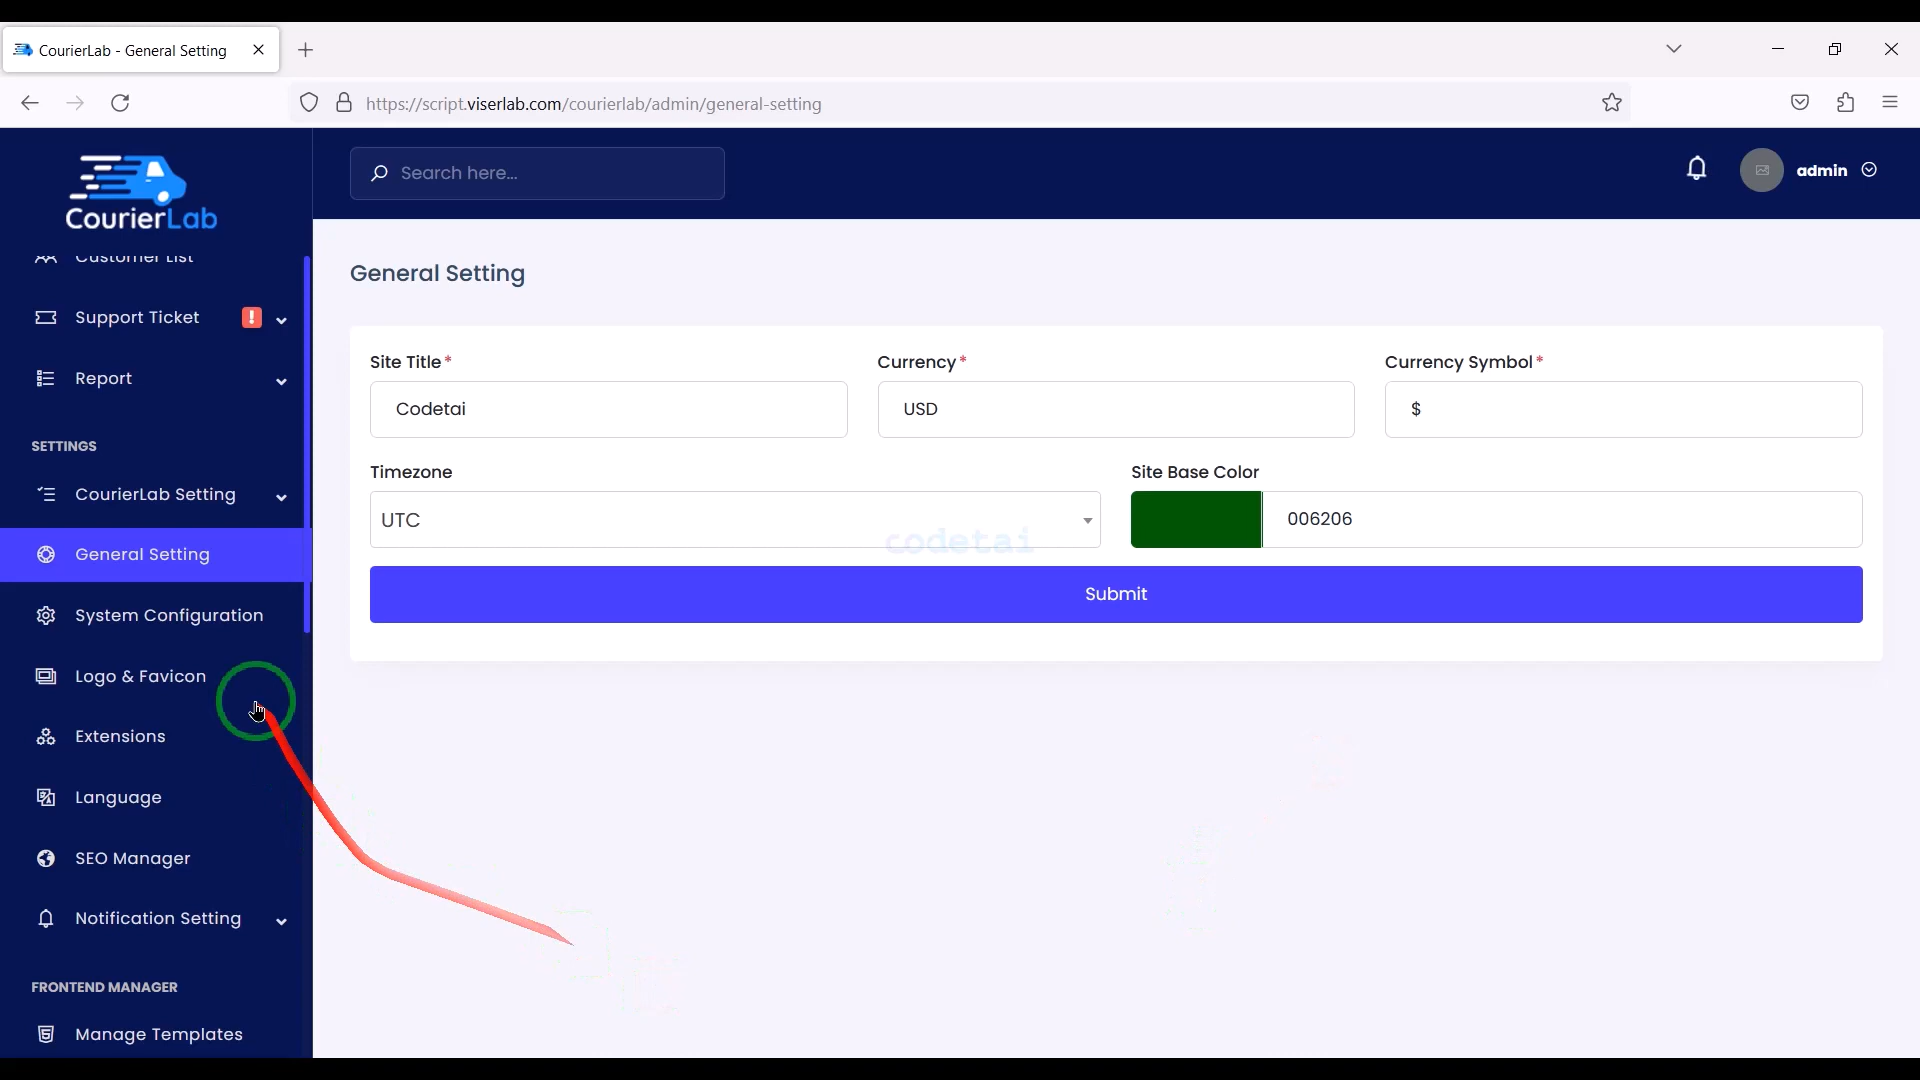 CourierLab - General Setting
https://script.viserlab.com/courierlab/admin/general-setting
CourierLab
Search here...
admin
Customer List
Support Ticket
Report
SETTINGS
CourierLab Setting
General Setting
System Configuration
Logo & Favicon
Extensions
Language
SEO Manager
Notification Setting
FRONTEND MANAGER
Manage Templates
General Setting
Site Title* Currency* Currency Symbol*
Codetai USD $
Timezone Site Base Color
UTC 006206
codetai
Submit